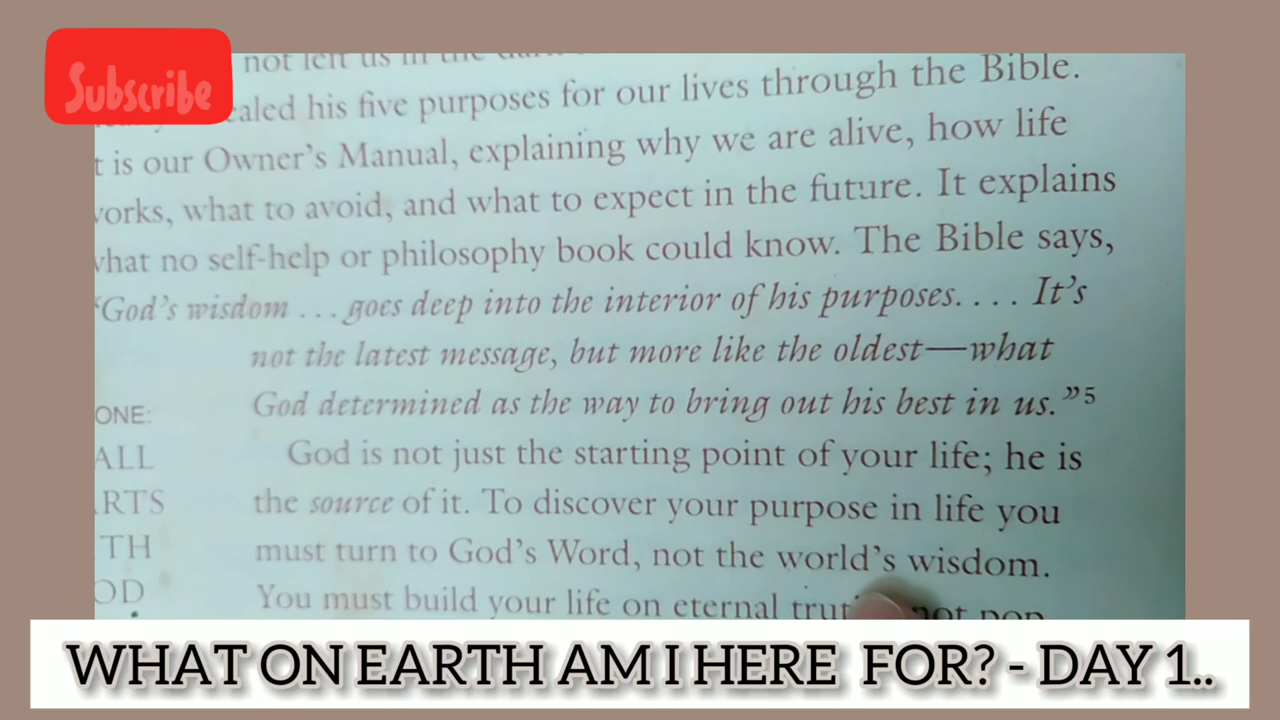 Subscribe
not left us in the
ealed his five purposes for our lives through the Bible.
t is our Owner's Manual, explaining why we are alive, how life
orks, what to avoid, and what to expect in the future. It explains
hat no self-help or philosophy book could know. The Bible says,
"God's wisdom . . . goes deep into the interior of his purposes. . . . It's
not the latest message, but more like the oldest—what
God determined as the way to bring out his best in us."5
ONE:
ALL
RTS
TH
OD
God is not just the starting point of your life; he is
the source of it. To discover your purpose in life you
must turn to God's Word, not the world's wisdom.
You must build your life on eternal not pop
WHAT ON EARTH AM I HERE FOR? - DAY 1..